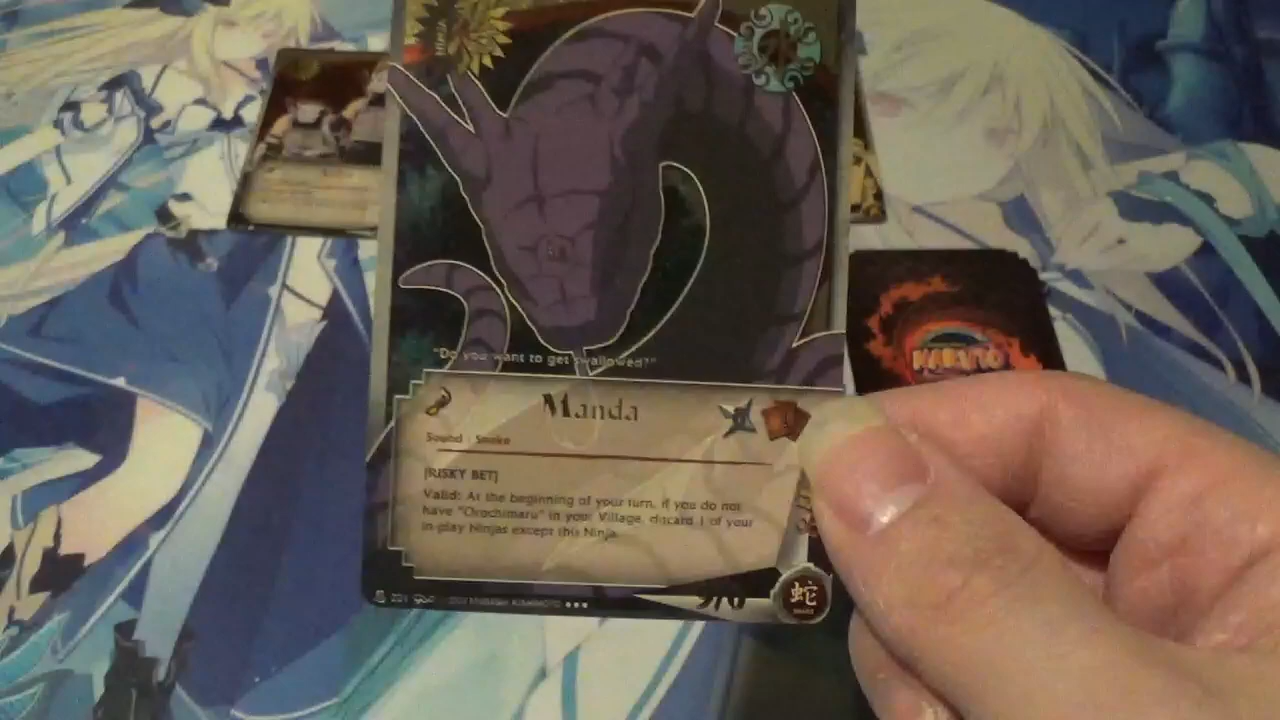 NINJA
"Do you want to get swallowed?"
Manda
Sound | Snake
[RISKY BET]
Valid: At the beginning of your turn, if you do not
have "Orochimaru" in your Village, discard 1 of your
in-play Ninjas except this Ninja.
蛇
NARUTO